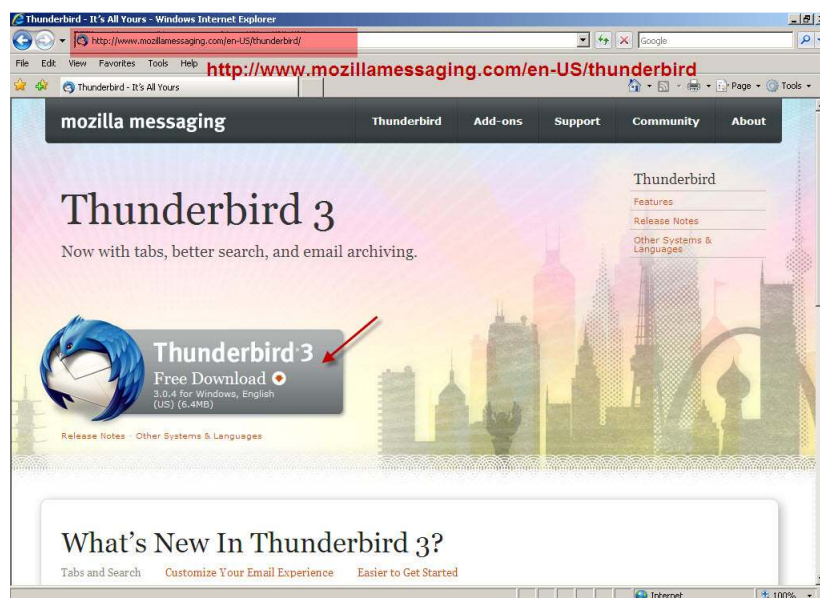 Thunderbird - It's All Yours - Windows Internet Explorer
http://www.mozillamessaging.com/en-US/thunderbird/
Google
File Edit View Favorites Tools Help
http://www.mozillamessaging.com/en-US/thunderbird
Thunderbird - It's All Yours
Page
Tools
mozilla messaging
Thunderbird
Add-ons
Support
Community
About
Thunderbird 3
Now with tabs, better search, and email archiving.
Thunderbird
Features
Release Notes
Other Systems &
Languages
Thunderbird 3
Free Download
3.0.4 for Windows, English
(US) (6.4MB)
Release Notes · Other Systems & Languages
What's New In Thunderbird 3?
Tabs and Search
Customize Your Email Experience
Easier to Get Started
Internet
100%